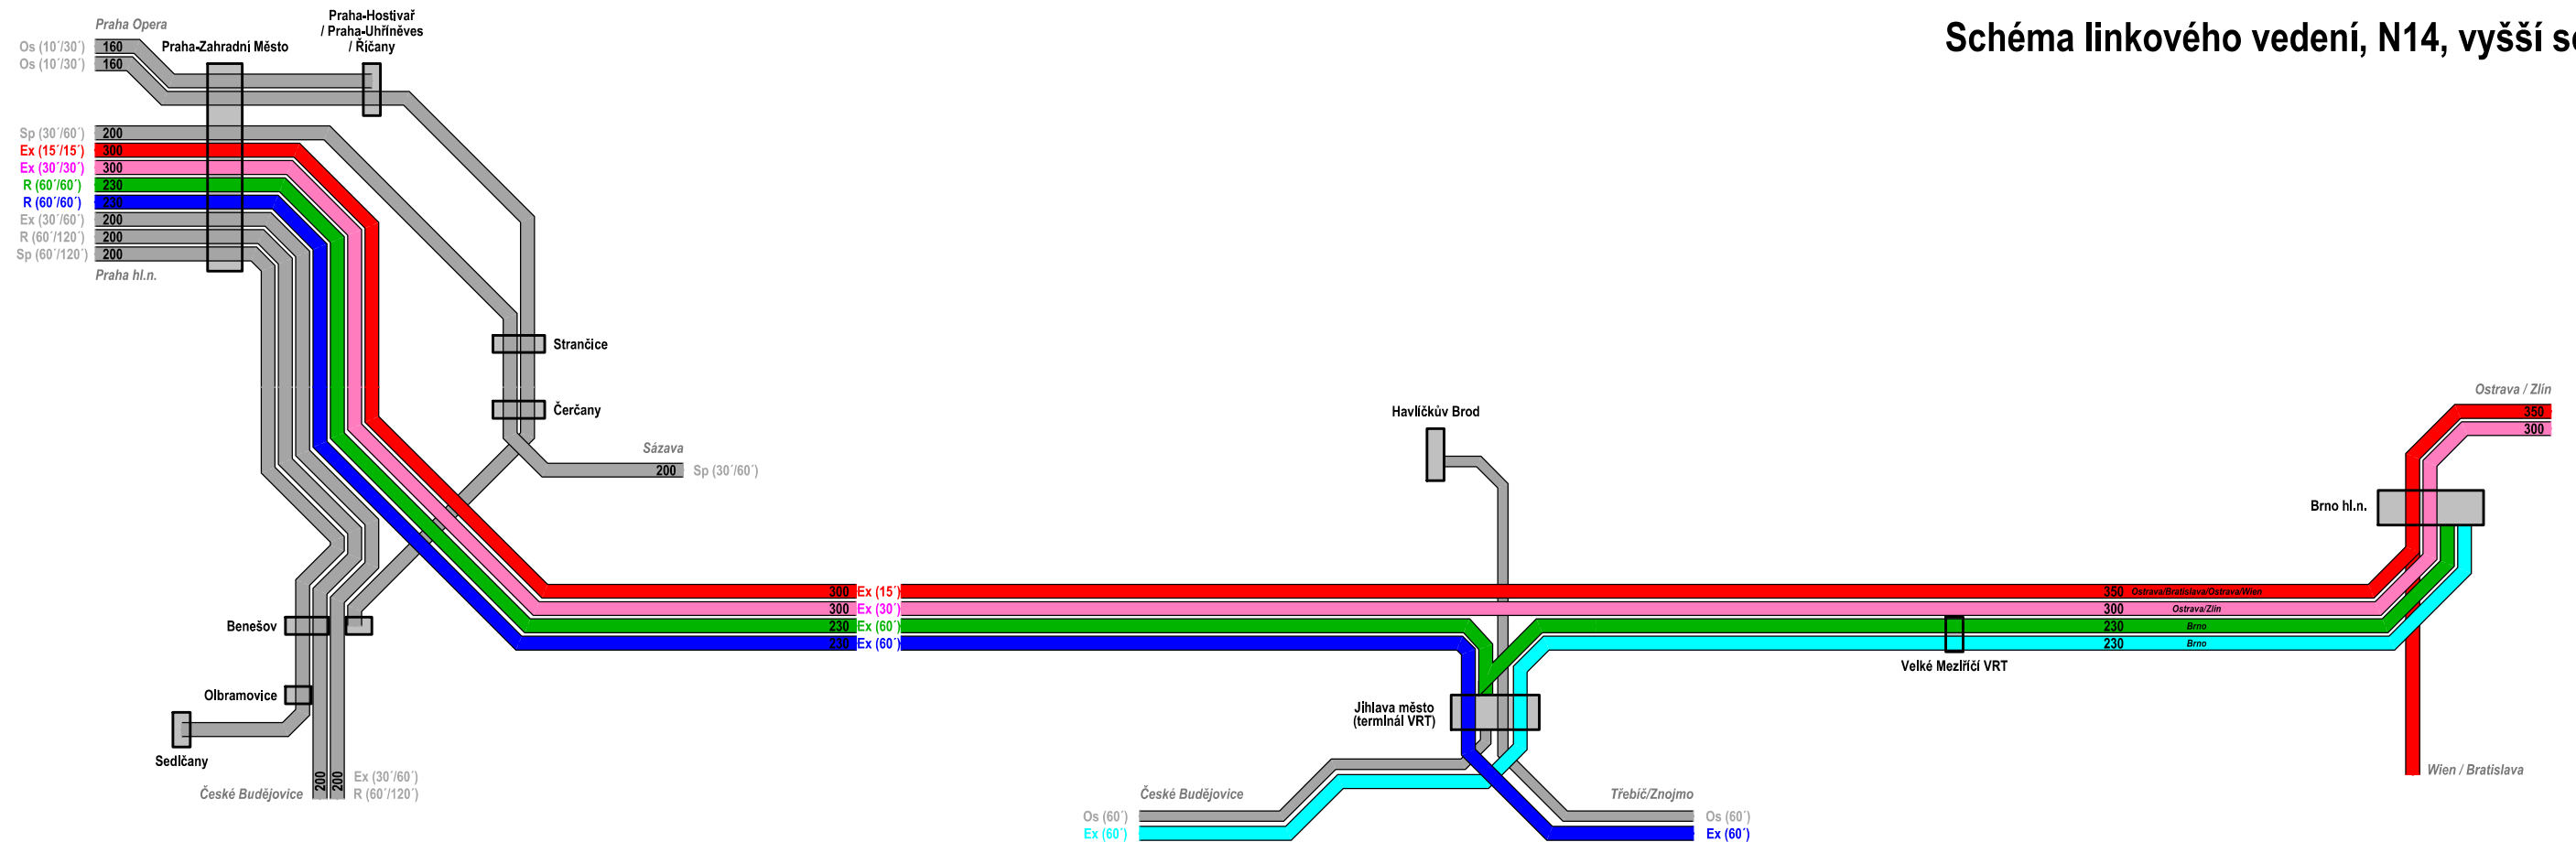 Schéma linkového vedení, N14, vyšší
Praha Opera
Praha-Hostivař
/ Praha-Uhříněves
/ Říčany
Praha-Zahradní Město
Os (10´/30´) 160
Os (10´/30´) 160
Sp (30´/60´) 200
Ex (15´/15´) 300
Ex (30´/30´) 300
R (60´/60´) 230
R (60´/60´) 230
Ex (30´/60´) 200
R (60´/120´) 200
Sp (60´/120´) 200
Praha hl.n.
Strančice
Čerčany
Sázava
200 Sp (30´/60´)
Havlíčkův Brod
Ostrava / Zlín
350
300
Brno hl.n.
300 Ex (15´)
300 Ex (30´)
230 Ex (60´)
230 Ex (60´)
350 Ostrava/Bratislava/Ostrava/Wien
300 Ostrava/Zlín
230 Brno
230 Brno
Velké Meziříčí VRT
Benešov
Olbramovice
Sedlčany
Jihlava město
(terminál VRT)
200
200
Ex (30´/60´)
České Budějovice
R (60´/120´)
České Budějovice
Os (60´)
Ex (60´)
Třebíč/Znojmo
Os (60´)
Ex (60´)
Wien / Bratislava